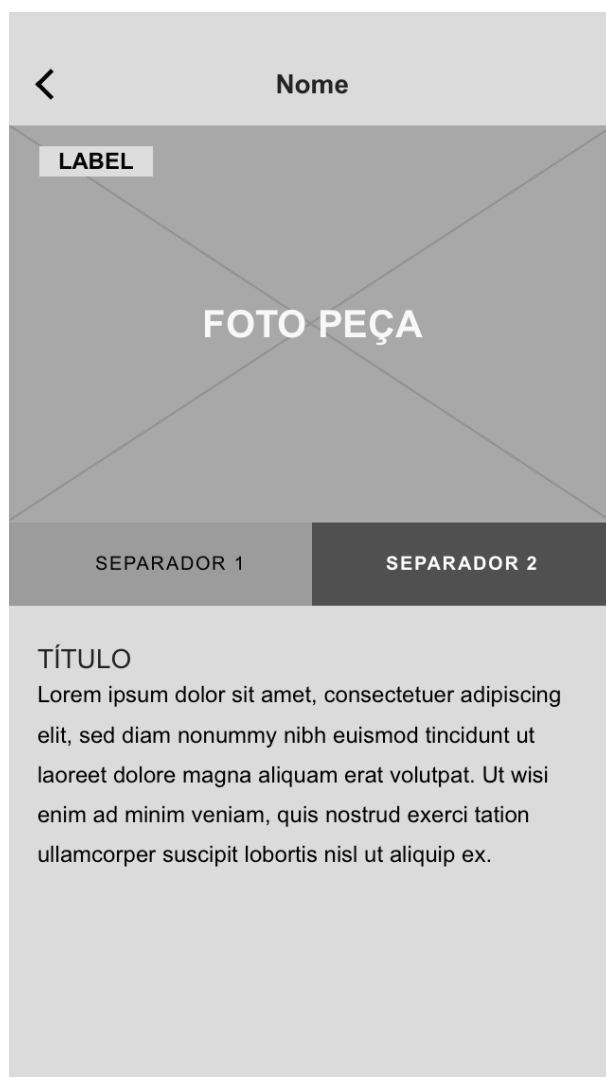 Nome
LABEL
FOTO PEÇA
SEPARADOR 1
SEPARADOR 2
TÍTULO
Lorem ipsum dolor sit amet, consectetuer adipiscing
elit, sed diam nonummy nibh euismod tincidunt ut
laoreet dolore magna aliquam erat volutpat. Ut wisi
enim ad minim veniam, quis nostrud exerci tation
ullamcorper suscipit lobortis nisl ut aliquip ex.